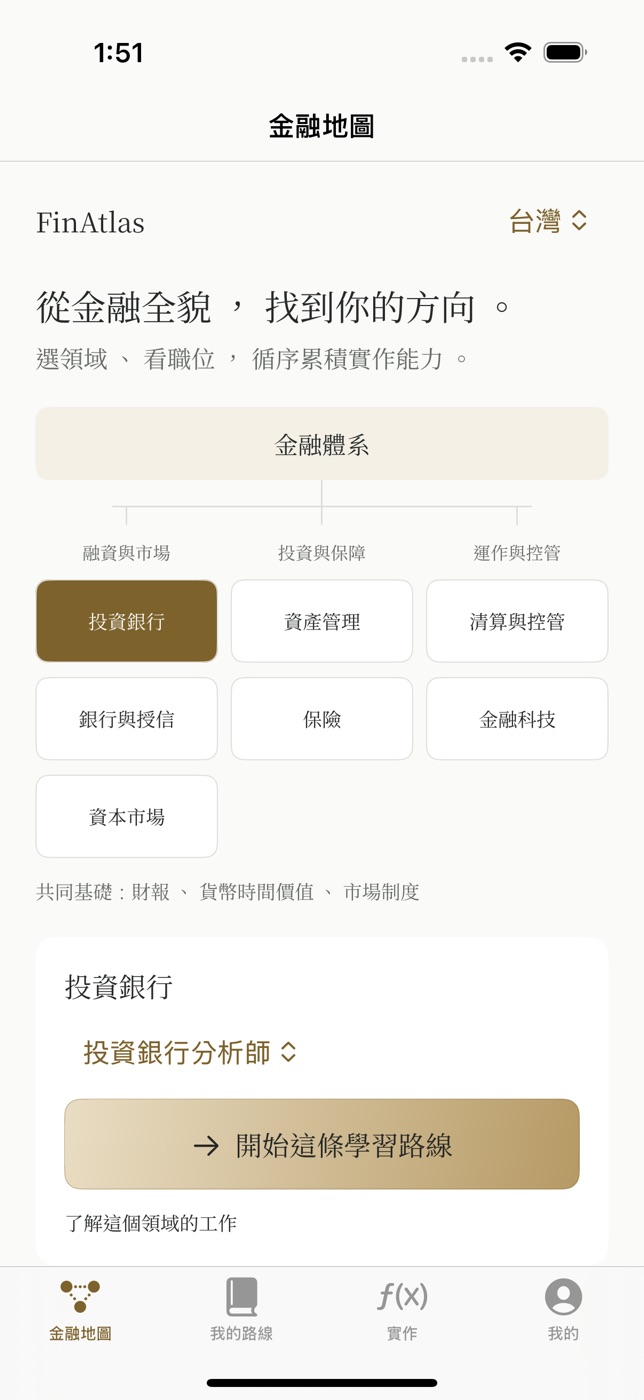 1:51
金融地圖
FinAtlas
台灣
從金融全貌，找到你的方向。
選領域、看職位，循序累積實作能力。
金融體系
融資與市場 投資與保障 運作與控管
投資銀行 資產管理 清算與控管
銀行與授信 保險 金融科技
資本市場
共同基礎：財報、貨幣時間價值、市場制度
投資銀行
投資銀行分析師
→ 開始這條學習路線
了解這個領域的工作
f(x)
金融地圖 我的路線 實作 我的